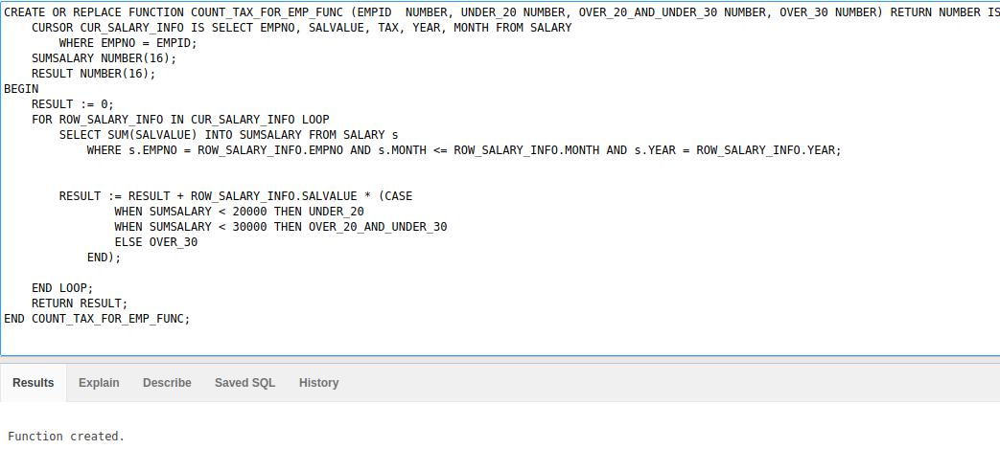 CREATE OR REPLACE FUNCTION COUNT_TAX_FOR_EMP_FUNC (EMPID  NUMBER, UNDER_20 NUMBER, OVER_20_AND_UNDER_30 NUMBER, OVER_30 NUMBER) RETURN NUMBER IS
    CURSOR CUR_SALARY_INFO IS SELECT EMPNO, SALVALUE, TAX, YEAR, MONTH FROM SALARY
        WHERE EMPNO = EMPID;
    SUMSALARY NUMBER(16);
    RESULT NUMBER(16);
BEGIN
    RESULT := 0;
    FOR ROW_SALARY_INFO IN CUR_SALARY_INFO LOOP
        SELECT SUM(SALVALUE) INTO SUMSALARY FROM SALARY s
            WHERE s.EMPNO = ROW_SALARY_INFO.EMPNO AND s.MONTH <= ROW_SALARY_INFO.MONTH AND s.YEAR = ROW_SALARY_INFO.YEAR;
        RESULT := RESULT + ROW_SALARY_INFO.SALVALUE * (CASE
                WHEN SUMSALARY < 20000 THEN UNDER_20
                WHEN SUMSALARY < 30000 THEN OVER_20_AND_UNDER_30
                ELSE OVER_30
            END);
    END LOOP;
    RETURN RESULT;
END COUNT_TAX_FOR_EMP_FUNC;
Results Explain Describe Saved SQL History
Function created.